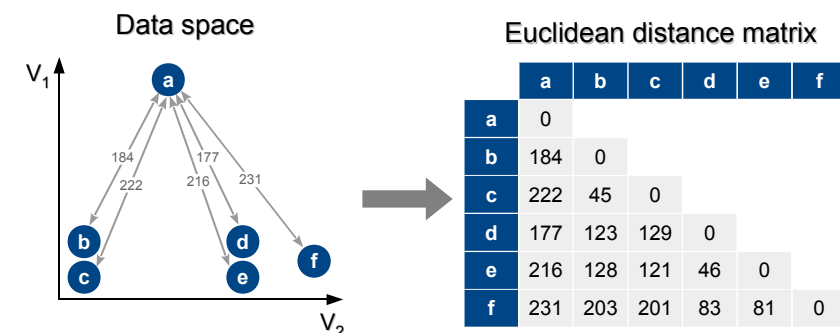 Data space
V1
a
184
177
222
216
231
b
d
c
e
f
V2
Euclidean distance matrix
a b c d e f
a 0
b 184 0
c 222 45 0
d 177 123 129 0
e 216 128 121 46 0
f 231 203 201 83 81 0